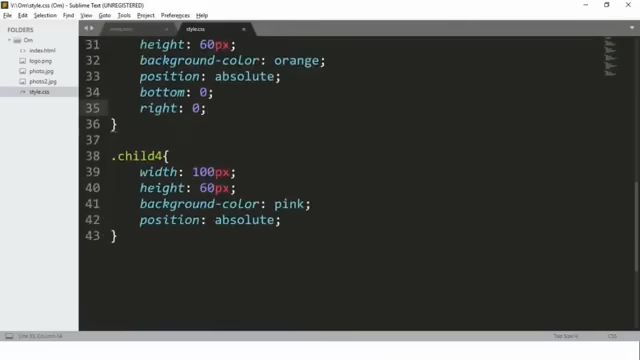 V:\Om\style.css (Om) - Sublime Text (UNREGISTERED)
File Edit Selection Find View Goto Tools Project Preferences Help
FOLDERS
Om
index.html
logo.png
photo.jpg
photo2.jpg
style.css
style.css
31 height: 60px;
32 background-color: orange;
33 position: absolute;
34 bottom: 0;
35 right: 0;
36 }
37
38 .child4{
39 width: 100px;
40 height: 60px;
41 background-color: pink;
42 position: absolute;
43 }
CSS